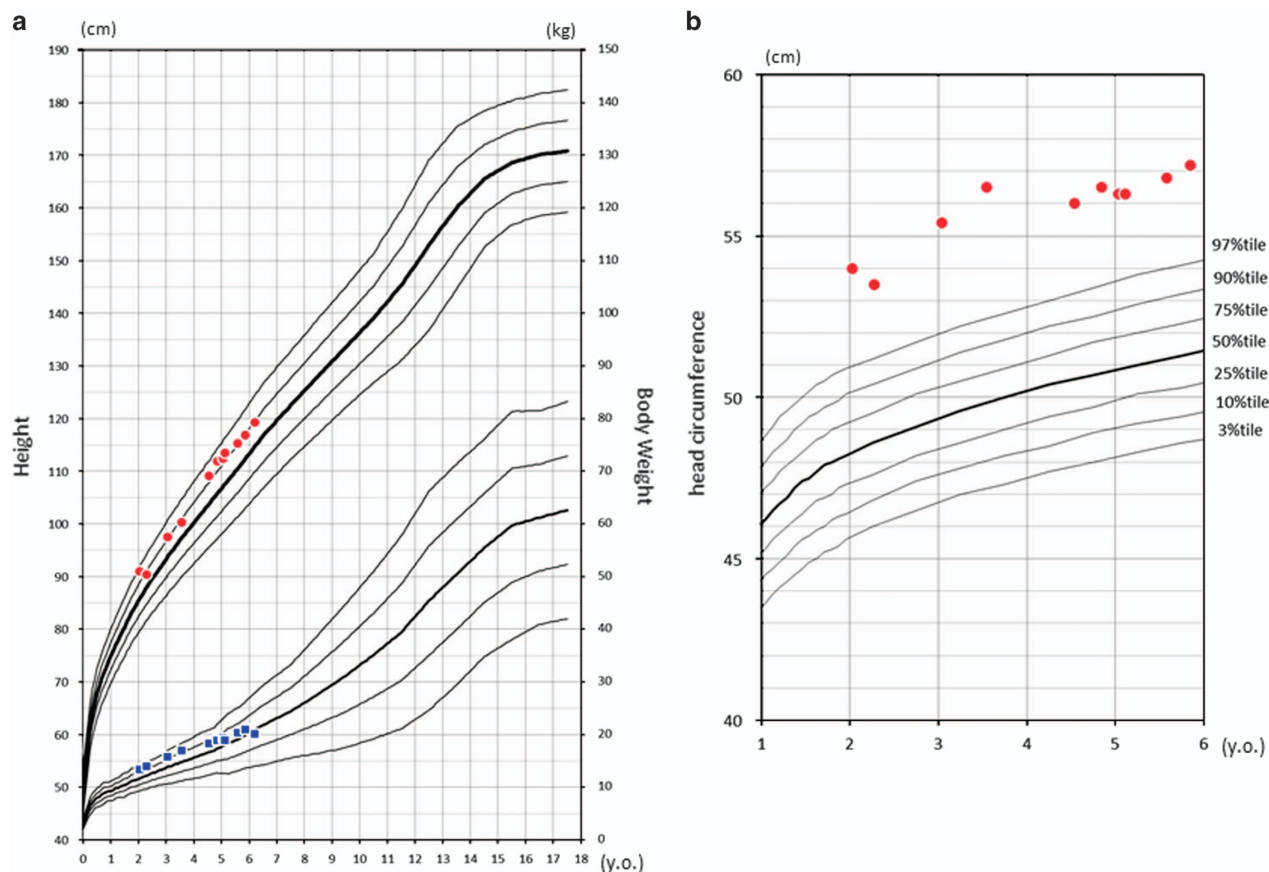 a
(cm)
(kg)
190
180
170
160
150
140
130
120
110
100
90
80
70
60
50
40
Height
150
140
130
120
110
100
90
80
70
60
50
40
30
20
10
0
Body Weight
0 1 2 3 4 5 6 7 8 9 10 11 12 13 14 15 16 17 18
(y.o.)
b
(cm)
60
55
50
45
40
head circumference
97%tile
90%tile
75%tile
50%tile
25%tile
10%tile
3%tile
1 2 3 4 5 6
(y.o.)